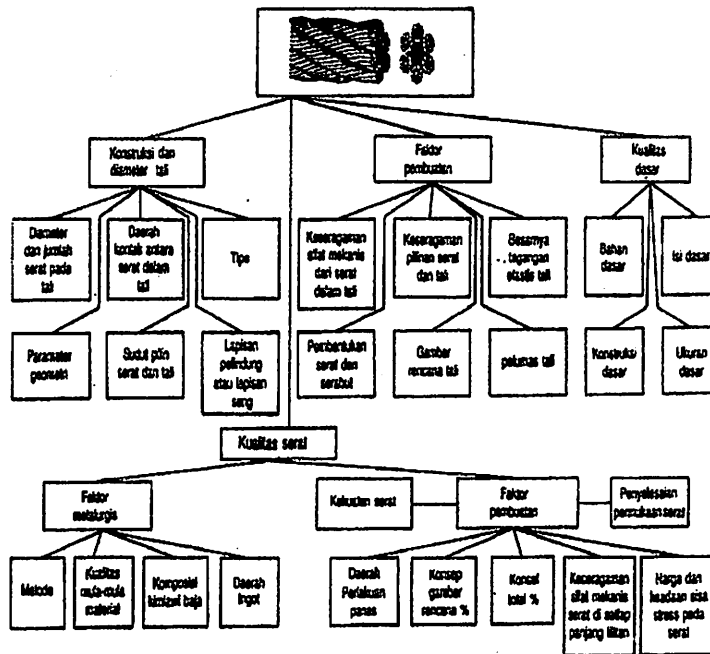 Konstruksi dan
diameter tali
Faktor
pembuatan
Kualitas
dasar
Diameter
dan jumlah
serat pada
tali
Daerah
kontak antara
serat dalam
tali
Tipe
Keseragaman
sifat mekanis
dari serat
dalam tali
Keseragaman
pilinan serat
dan tali
Besarnya
tegangan
elastis tali
Bahan
dasar
Isi dasar
Parameter
geometri
Sudut pilin
serat dan tali
Lapisan
pelindung
atau lapisan
seng
Pembentukan
serat dan
serabut
Gambar
rencana tali
pelumas tali
Konstruksi
dasar
Ukuran
dasar
Kualitas serat
Faktor
metalurgis
Kekuatan serat
Faktor
pembuatan
Penyelesaian
permukaan serat
Metode
Kualitas
mula-mula
material
Komposisi
kimiawi baja
Daerah
Ingot
Daerah
Perlakuan
panas
Konsep
gambar
rencana %
total %
Keseragaman
sifat mekanis
serat di setiap
panjang lilitan
Harga dan
keadaan sisa
stress pada
serat